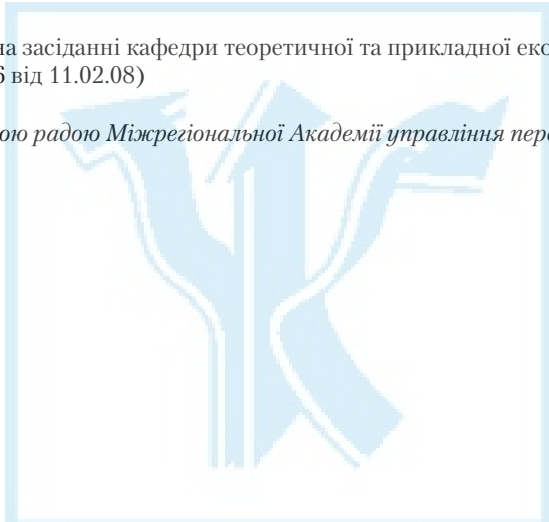 на засіданні кафедри теоретичної та прикладної еко
6 від 11.02.08)
ою радою Міжрегіональної Академії управління перс